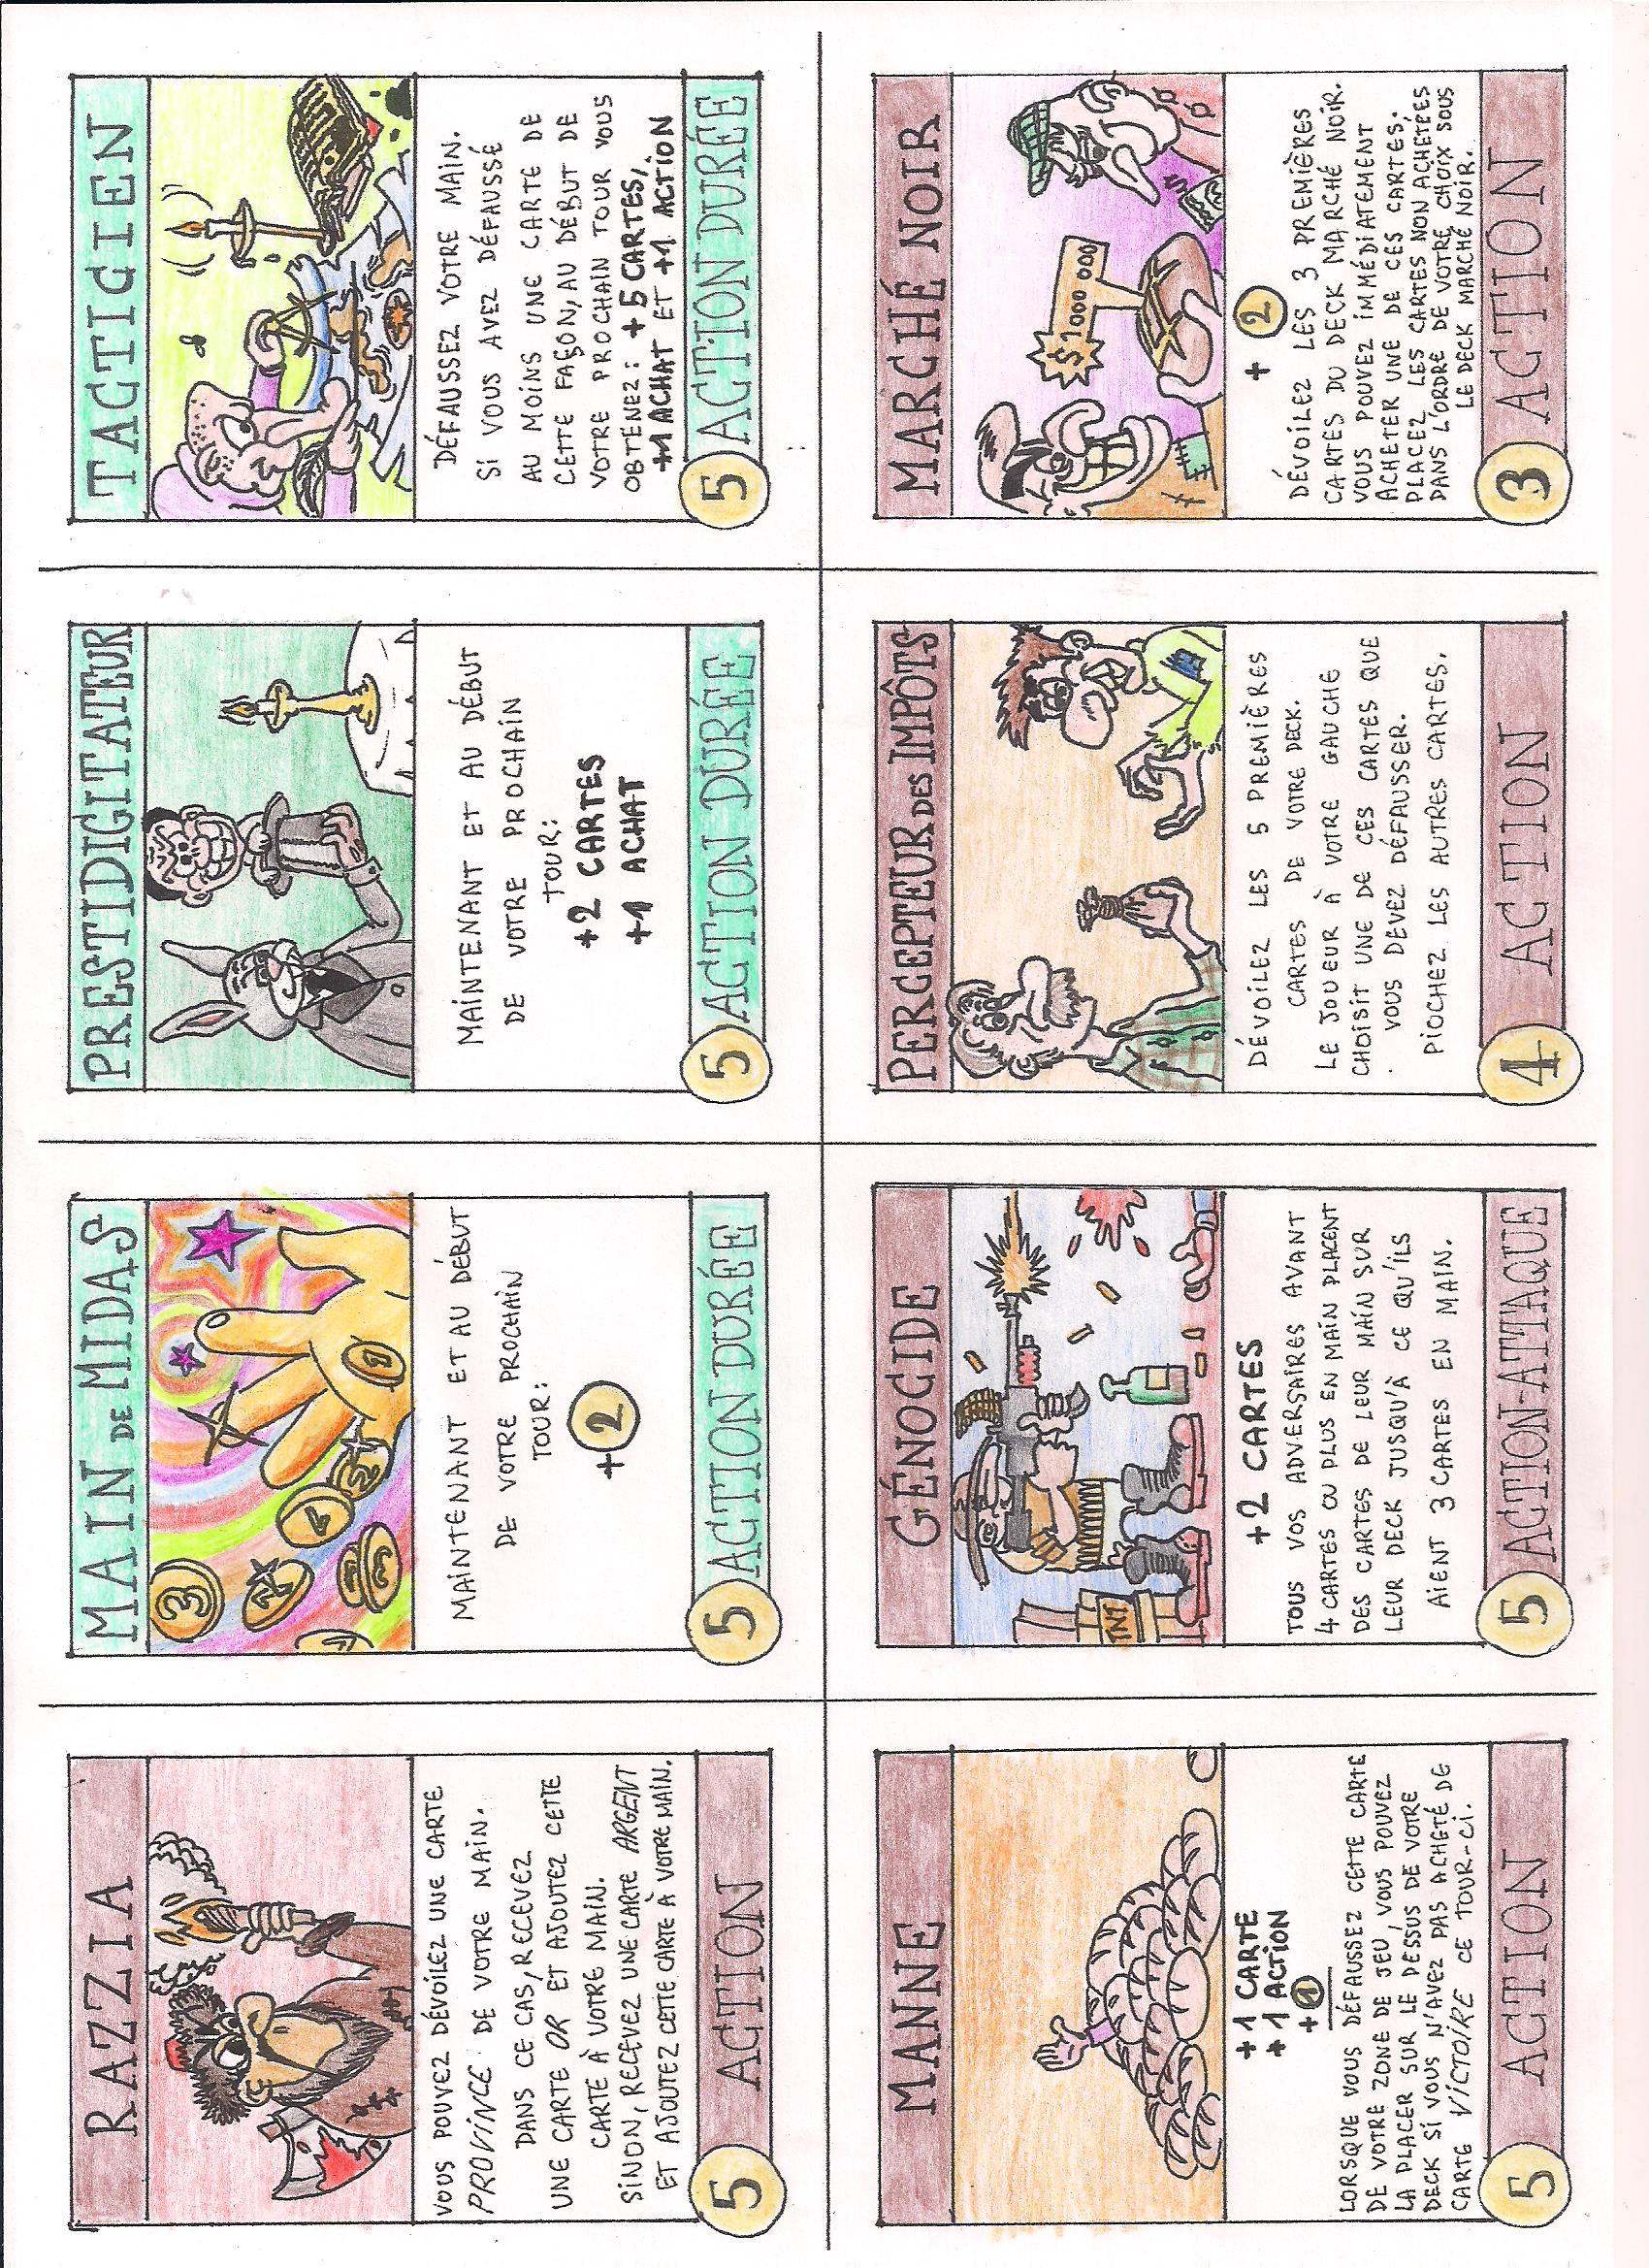 RAZZIA
VOUS POUVEZ DÉVOILEZ UNE CARTE
PROVINCE DE VOTRE MAIN.
DANS CE CAS, RECEVEZ
UNE CARTE OR ET AJOUTEZ CETTE
CARTE À VOTRE MAIN.
SINON, RECEVEZ UNE CARTE ARGENT
ET AJOUTEZ CETTE CARTE À VOTRE MAIN.
5 ACTION
MAIN DE MIDAS
3
1
MAINTENANT ET AU DÉBUT
DE VOTRE PROCHAIN
TOUR:
+2
5 ACTION DURÉE
PRESTIDIGITATEUR
MAINTENANT ET AU DÉBUT
DE VOTRE PROCHAIN
TOUR:
+2 CARTES
+1 ACHAT
5 ACTION DURÉE
TACTICIEN
DÉFAUSSEZ VOTRE MAIN.
SI VOUS AVEZ DÉFAUSSÉ
AU MOINS UNE CARTE DE
CETTE FAÇON, AU DÉBUT DE
VOTRE PROCHAIN TOUR VOUS
OBTENEZ: +5 CARTES,
+1 ACHAT ET +1 ACTION
5 ACTION DURÉE
MANNE
+1 CARTE
+1 ACTION
+1
LORSQUE VOUS DÉFAUSSEZ CETTE CARTE
DE VOTRE ZONE DE JEU, VOUS POUVEZ
LA PLACER SUR LE DESSUS DE VOTRE
DECK SI VOUS N'AVEZ PAS ACHETÉ DE
CARTE VICTOIRE CE TOUR-CI.
5 ACTION
GÉNOCIDE
TNT
+2 CARTES
TOUS VOS ADVERSAIRES AVANT
4 CARTES OU PLUS EN MAIN PLACENT
DES CARTES DE LEUR MAIN SUR
LEUR DECK JUSQU'À CE QU'ILS
AIENT 3 CARTES EN MAIN.
5 ACTION-ATTAQUE
PERCEPTEUR DES IMPÔTS
DÉVOILEZ LES 5 PREMIÈRES
CARTES DE VOTRE DECK.
LE JOUEUR À VOTRE GAUCHE
CHOISIT UNE DE CES CARTES QUE
VOUS DEVEZ DÉFAUSSER.
PIOCHEZ LES AUTRES CARTES.
4 ACTION
MARCHÉ NOIR
$1 000 000
+2
DÉVOILEZ LES 3 PREMIÈRES
CARTES DU DECK MARCHÉ NOIR.
VOUS POUVEZ IMMÉDIATEMENT
ACHETER UNE DE CES CARTES.
PLACEZ LES CARTES NON ACHETÉES
DANS L'ORDRE DE VOTRE CHOIX SOUS
LE DECK MARCHÉ NOIR.
3 ACTION